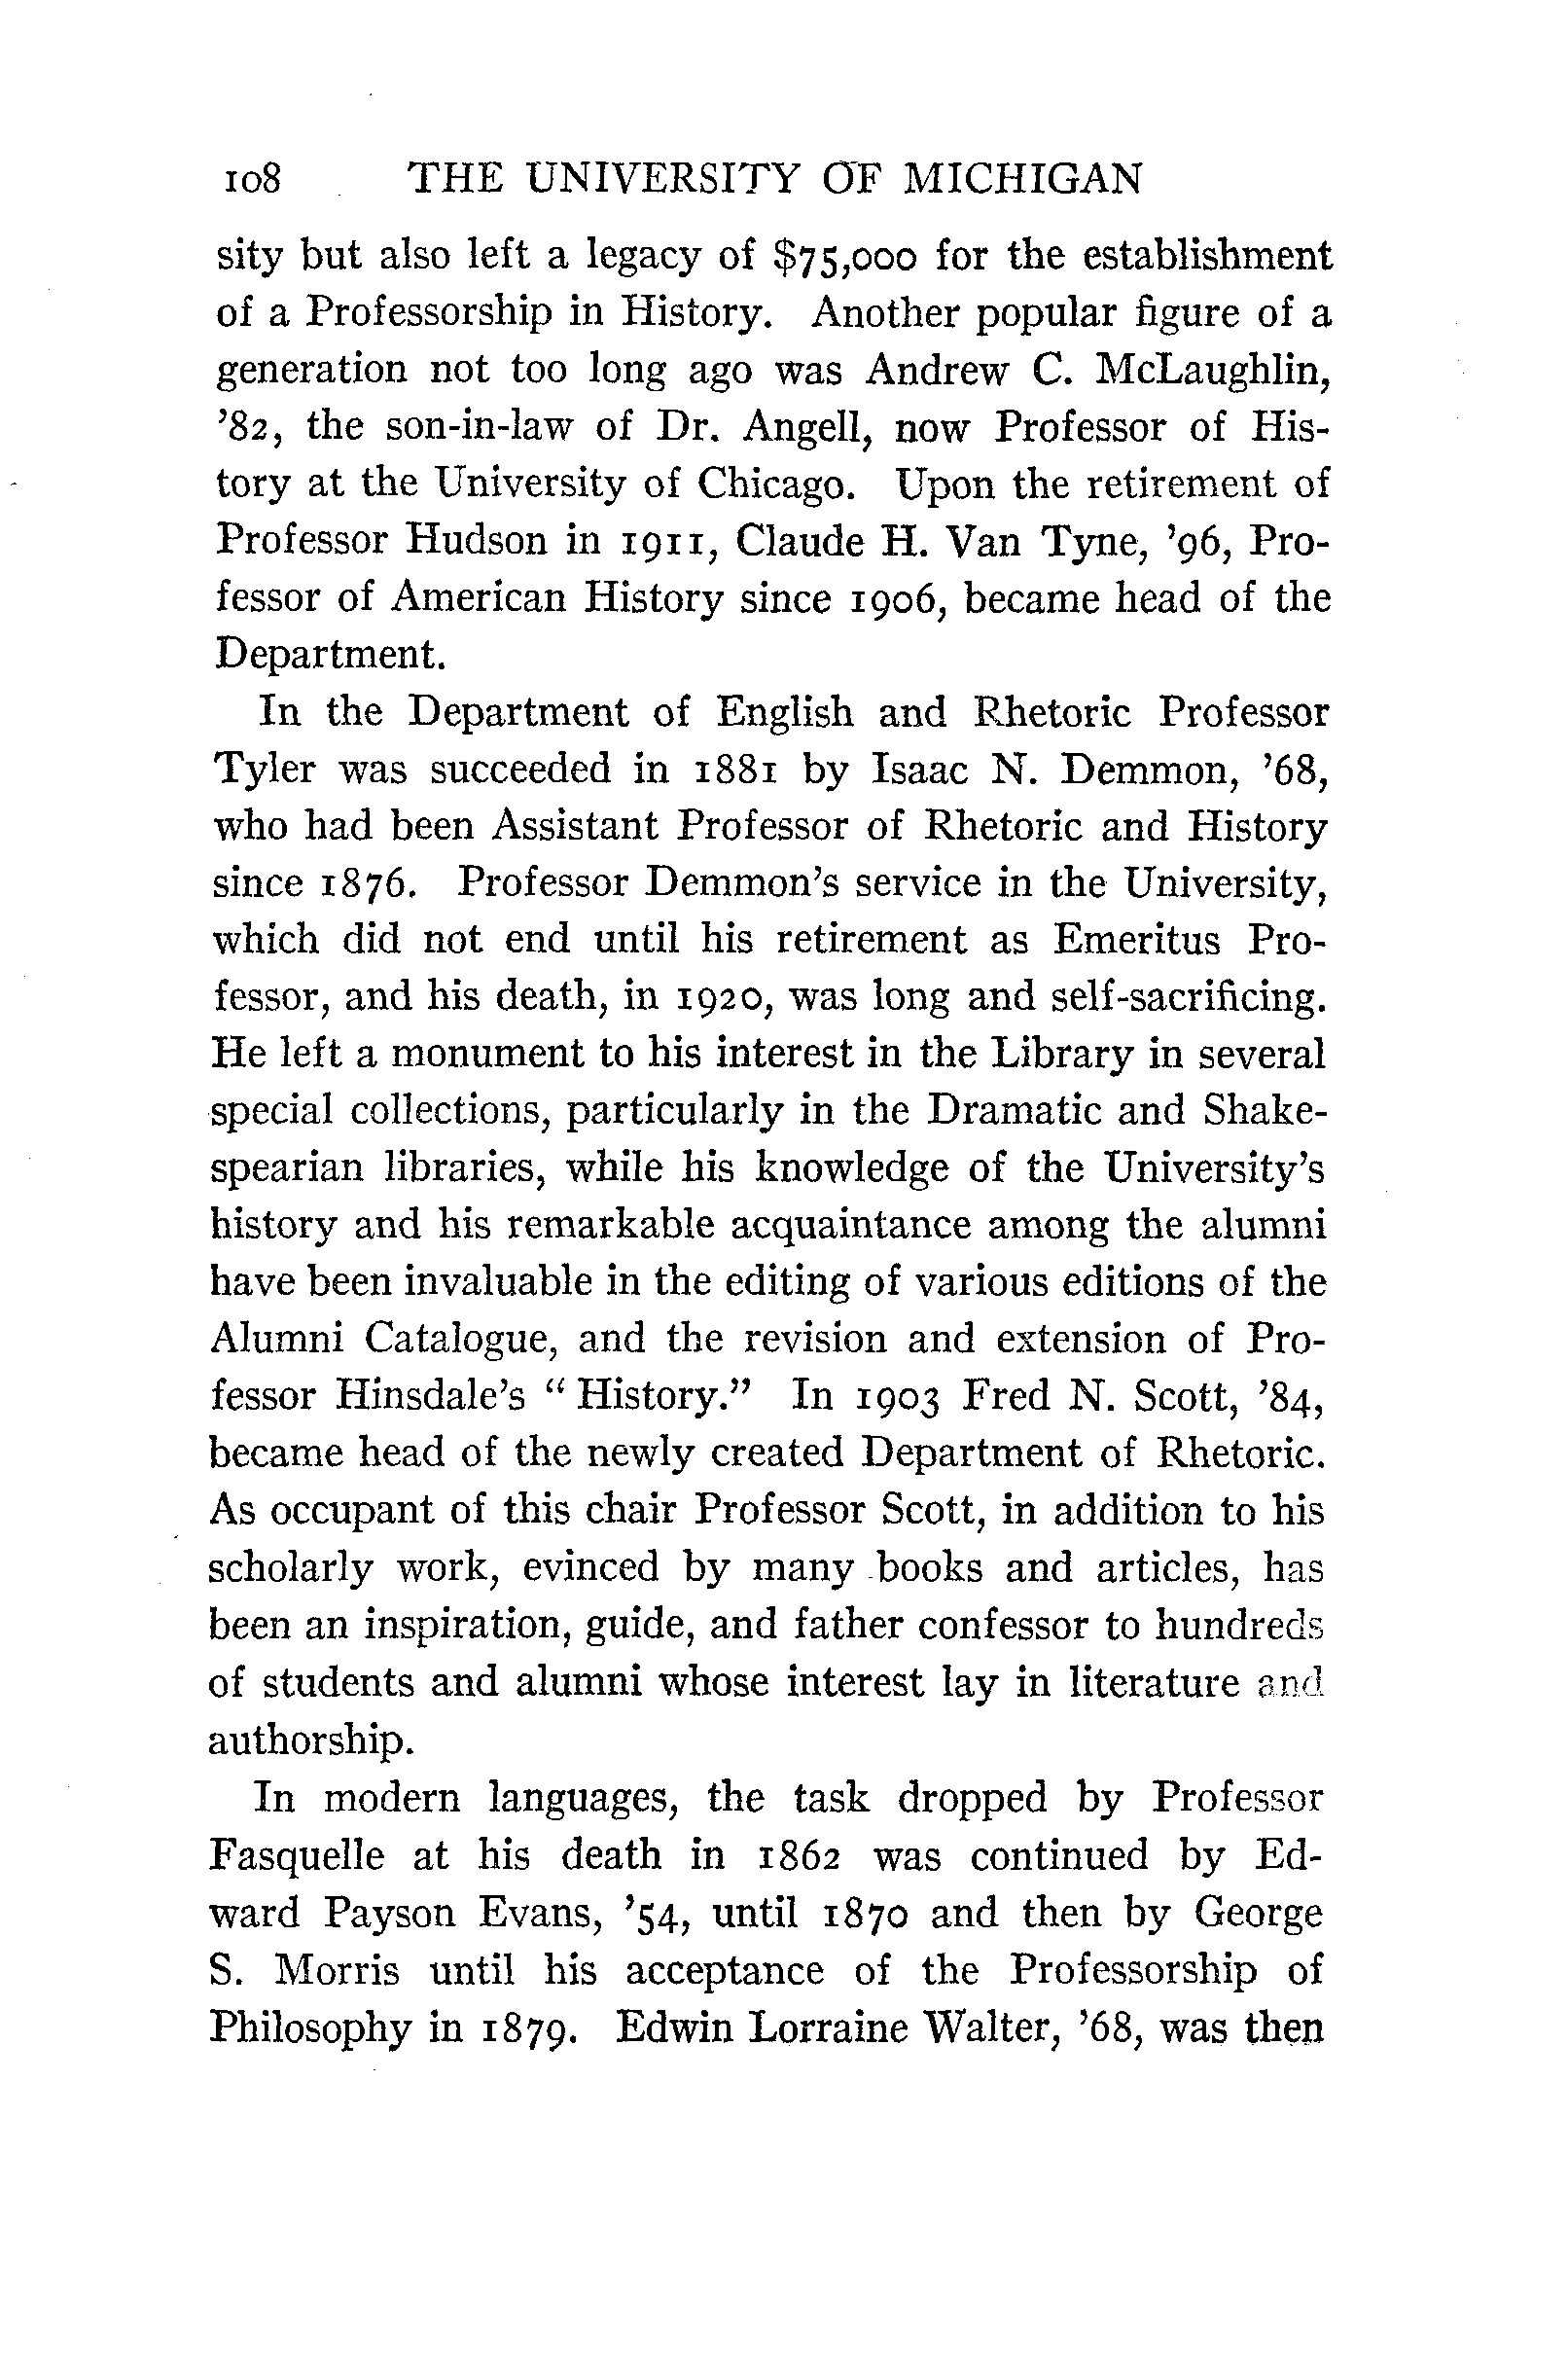 108 THE UNIVERSITY OF MICHIGAN
sity but also left a legacy of $75,000 for the establishment
of a Professorship in History. Another popular figure of a
generation not too long ago was Andrew C. McLaughlin,
'82, the son-in-law of Dr. Angell, now Professor of His-
tory at the University of Chicago. Upon the retirement of
Professor Hudson in 1911, Claude H. Van Tyne, '96, Pro-
fessor of American History since 1906, became head of the
Department.
In the Department of English and Rhetoric Professor
Tyler was succeeded in 1881 by Isaac N. Demmon, '68,
who had been Assistant Professor of Rhetoric and History
since 1876. Professor Demmon's service in the University,
which did not end until his retirement as Emeritus Pro-
fessor, and his death, in 1920, was long and self-sacrificing.
He left a monument to his interest in the Library in several
special collections, particularly in the Dramatic and Shake-
spearian libraries, while his knowledge of the University's
history and his remarkable acquaintance among the alumni
have been invaluable in the editing of various editions of the
Alumni Catalogue, and the revision and extension of Pro-
fessor Hinsdale's " History." In 1903 Fred N. Scott, '84,
became head of the newly created Department of Rhetoric.
As occupant of this chair Professor Scott, in addition to his
scholarly work, evinced by many books and articles, has
been an inspiration, guide, and father confessor to hundreds
of students and alumni whose interest lay in literature and
authorship.
In modern languages, the task dropped by Professor
Fasquelle at his death in 1862 was continued by Ed-
ward Payson Evans, '54, until 1870 and then by George
S. Morris until his acceptance of the Professorship of
Philosophy in 1879. Edwin Lorraine Walter, '68, was then